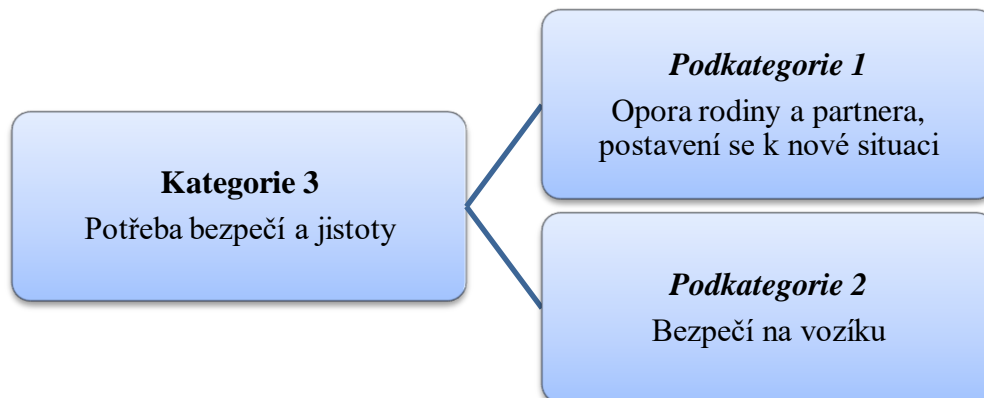 Kategorie 3
Potřeba bezpečí a jistoty
Podkategorie 1
Opora rodiny a partnera,
postavení se k nové situaci
Podkategorie 2
Bezpečí na vozíku